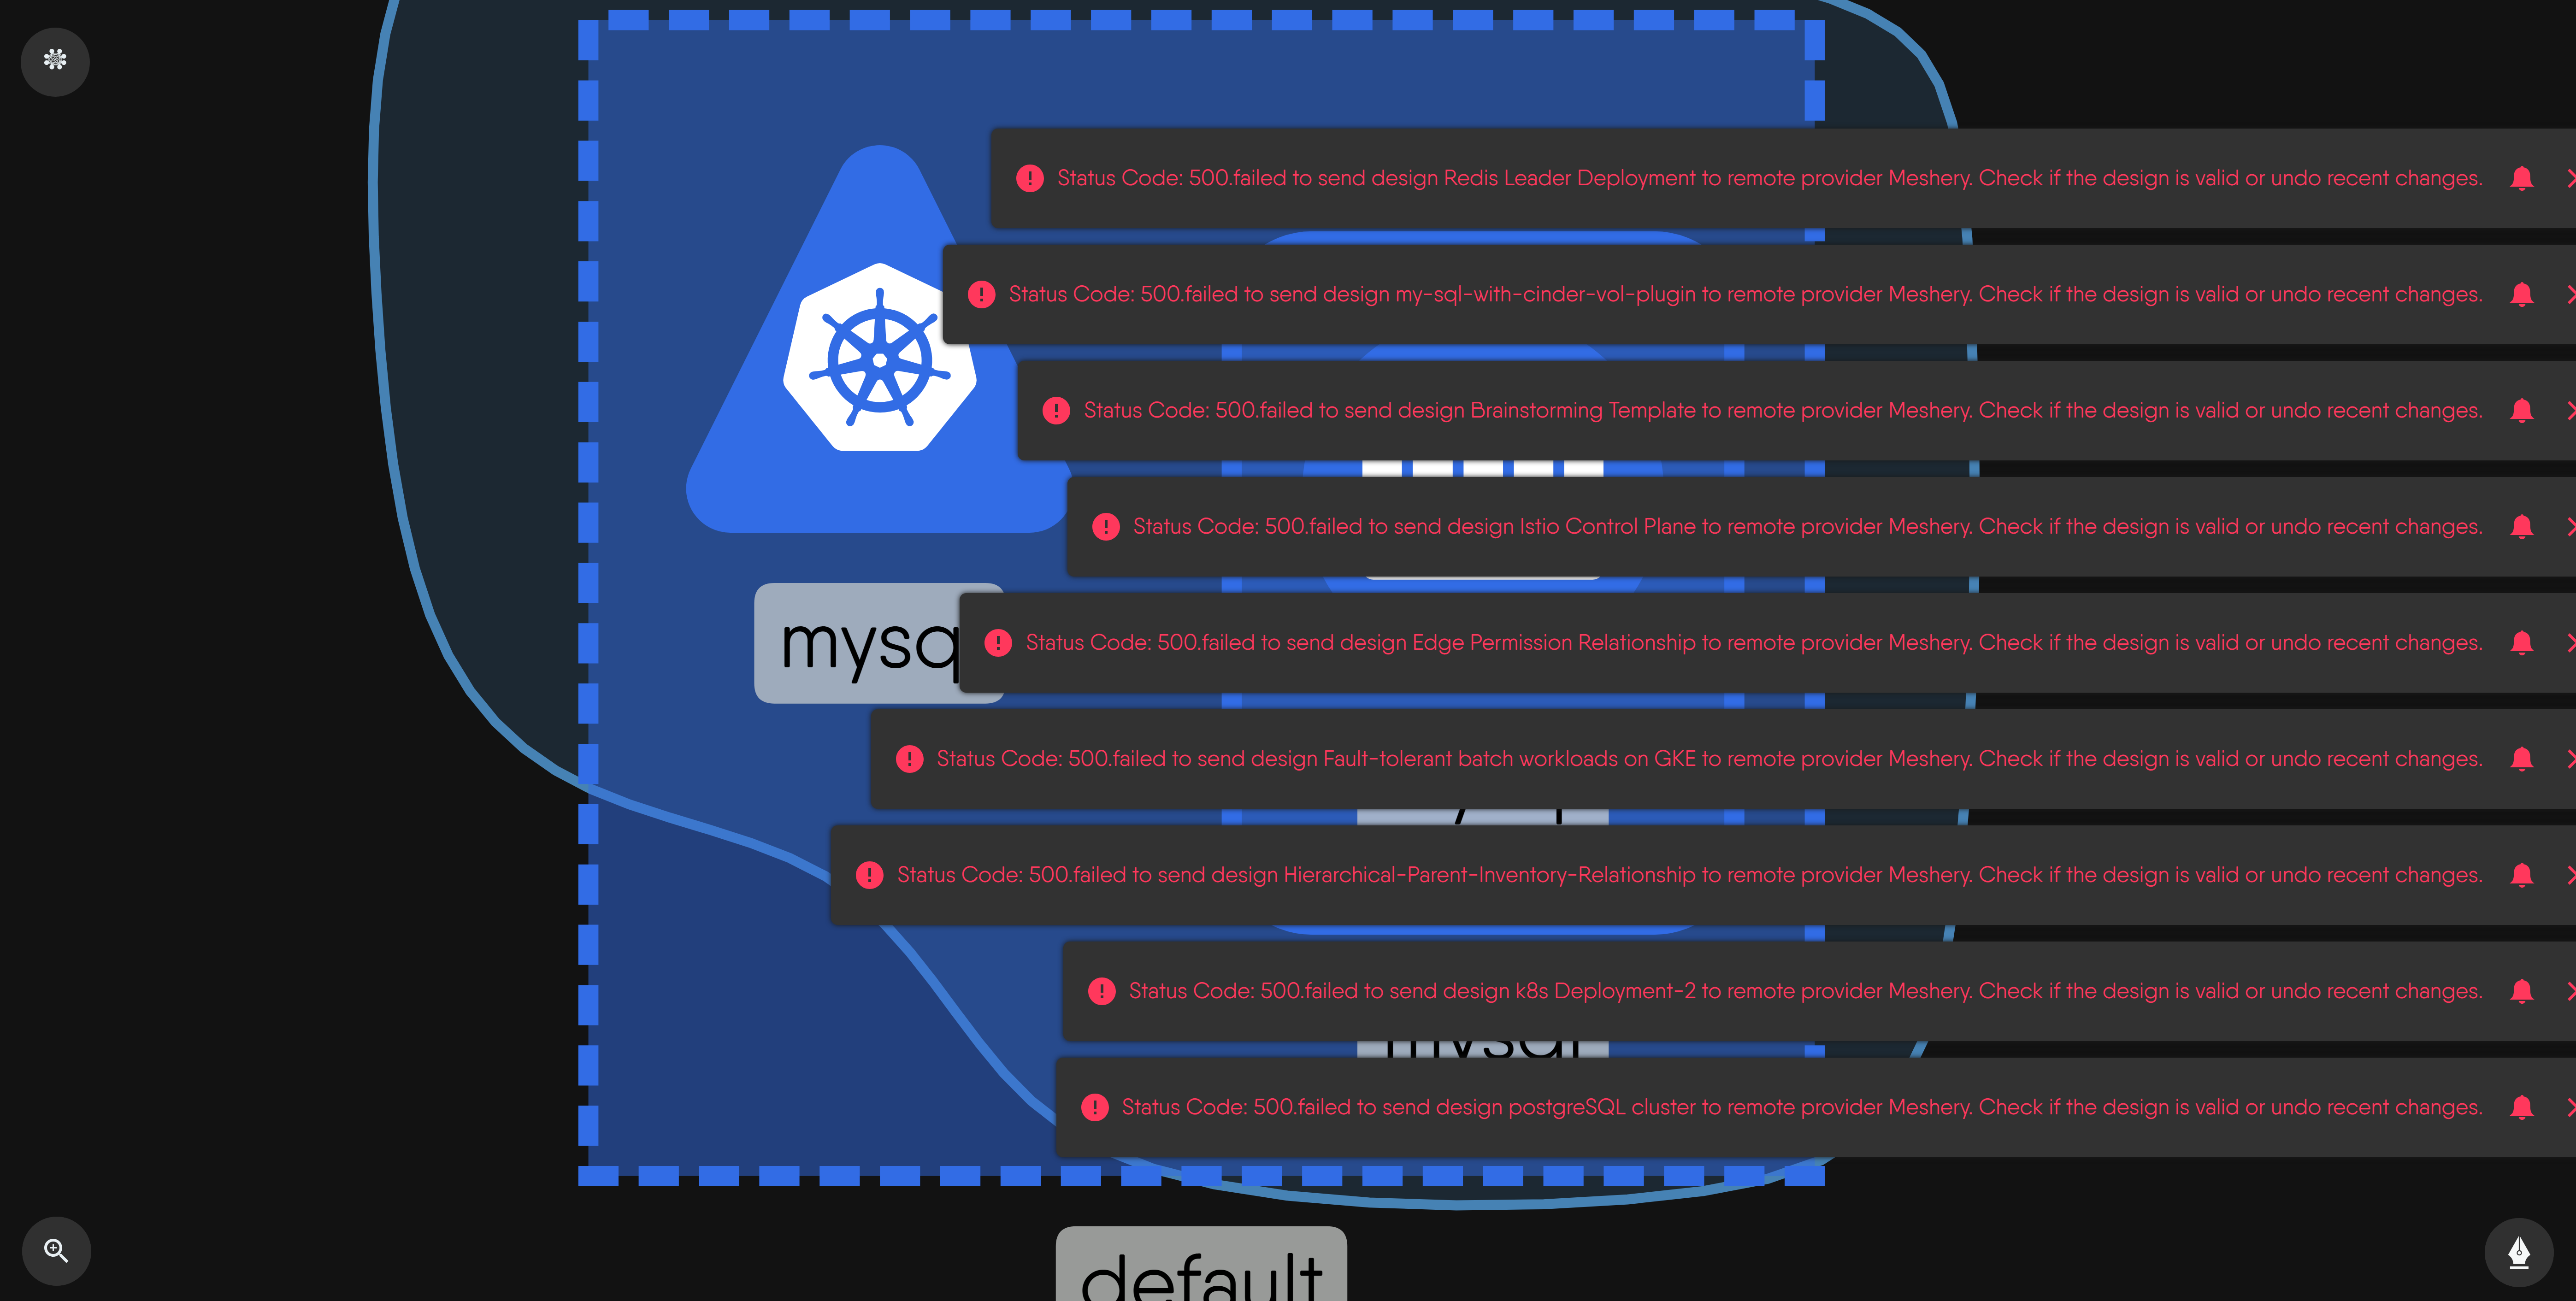 Status Code: 500.failed to send design Redis Leader Deployment to remote provider Meshery. Check if the design is valid or undo recent changes.
Status Code: 500.failed to send design my-sql-with-cinder-vol-plugin to remote provider Meshery. Check if the design is valid or undo recent changes.
Status Code: 500.failed to send design Brainstorming Template to remote provider Meshery. Check if the design is valid or undo recent changes.
Status Code: 500.failed to send design Istio Control Plane to remote provider Meshery. Check if the design is valid or undo recent changes.
mysq
Status Code: 500.failed to send design Edge Permission Relationship to remote provider Meshery. Check if the design is valid or undo recent changes.
Status Code: 500.failed to send design Fault-tolerant batch workloads on GKE to remote provider Meshery. Check if the design is valid or undo recent changes.
Status Code: 500.failed to send design Hierarchical-Parent-Inventory-Relationship to remote provider Meshery. Check if the design is valid or undo recent changes.
Status Code: 500.failed to send design k8s Deployment-2 to remote provider Meshery. Check if the design is valid or undo recent changes.
mysql
Status Code: 500.failed to send design postgreSQL cluster to remote provider Meshery. Check if the design is valid or undo recent changes.
default